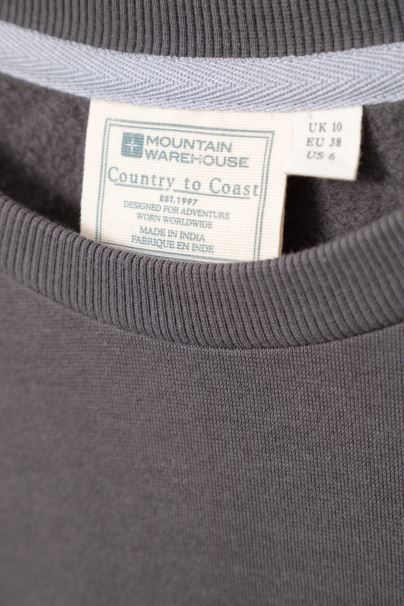 MOUNTAIN
WAREHOUSE
Country to Coast
EST.1997
DESIGNED FOR ADVENTURE
WORN WORLDWIDE
MADE IN INDIA
FABRIQUE EN INDE
UK 10
EU 38
US 6